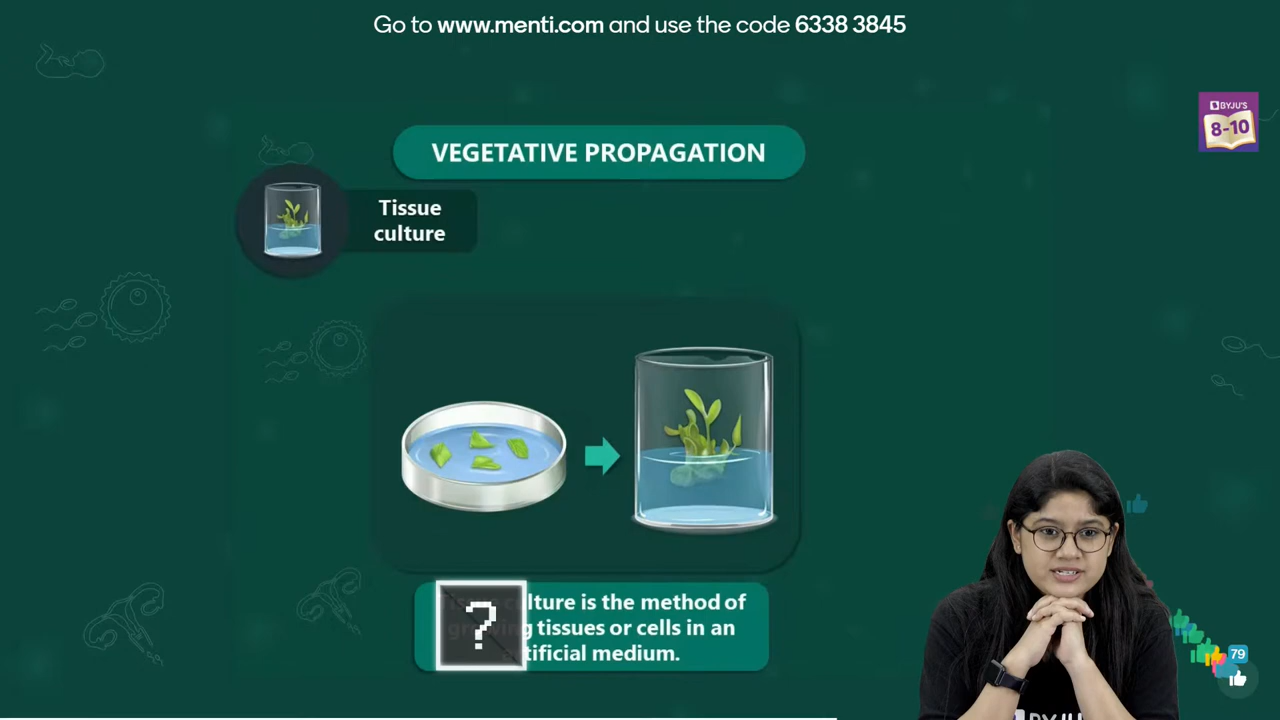 Go to www.menti.com and use the code 6338 3845
BYJU'S
8-10
VEGETATIVE PROPAGATION
Tissue
culture
?
lture is the method of
tissues or cells in an
tificial medium.
79